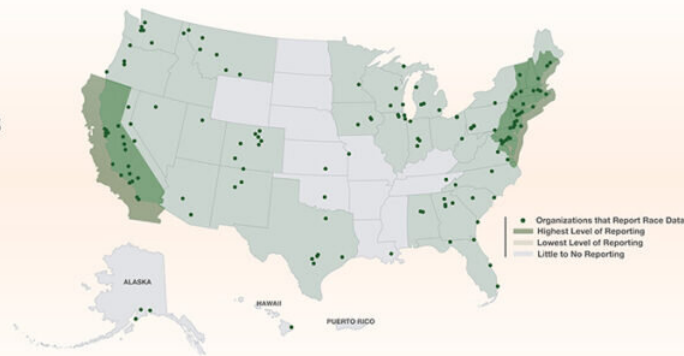 ALASKA
HAWAII
PUERTO RICO
Organizations that Report Race Data
Highest Level of Reporting
Lowest Level of Reporting
Little to No Reporting